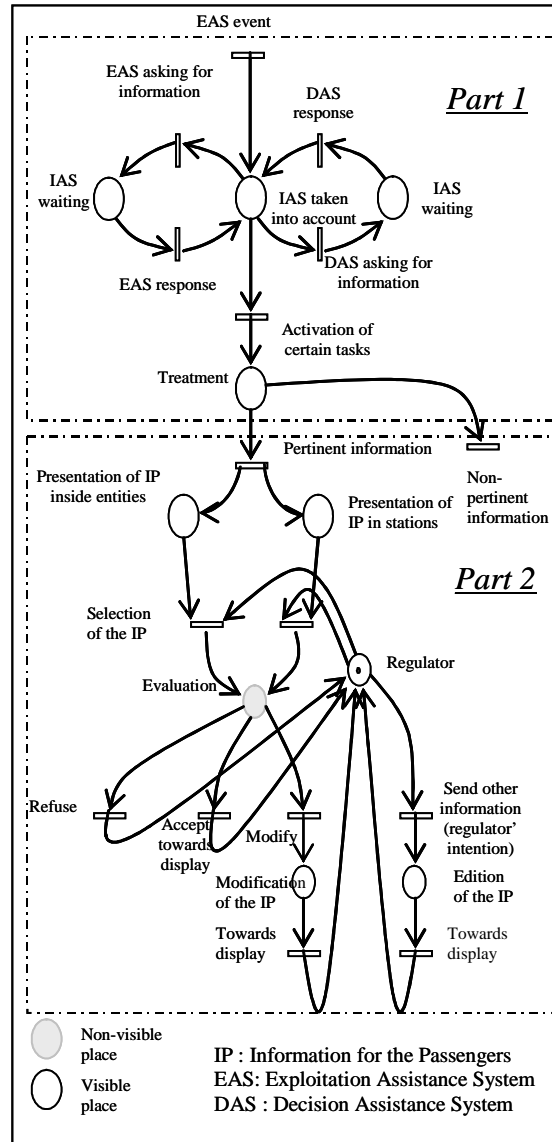 EAS event
EAS asking for
information
DAS
response
Part 1
IAS
waiting
IAS taken
into account
IAS
waiting
EAS response
DAS asking for
information
Activation of
certain tasks
Treatment
Pertinent information
Non-
pertinent
information
Presentation of IP
inside entities
Presentation of
IP in stations
Part 2
Selection
of the IP
Regulator
Evaluation
Refuse
Accept
towards
display
Modify
Send other
information
(regulator'
intention)
Modification
of the IP
Edition
of the IP
Towards
display
Towards
display
Non-visible
place
Visible
place
IP : Information for the Passengers
EAS: Exploitation Assistance System
DAS : Decision Assistance System